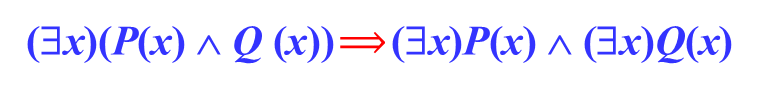 (∃x)(P(x) ∧ Q (x))⟹(∃x)P(x) ∧ (∃x)Q(x)